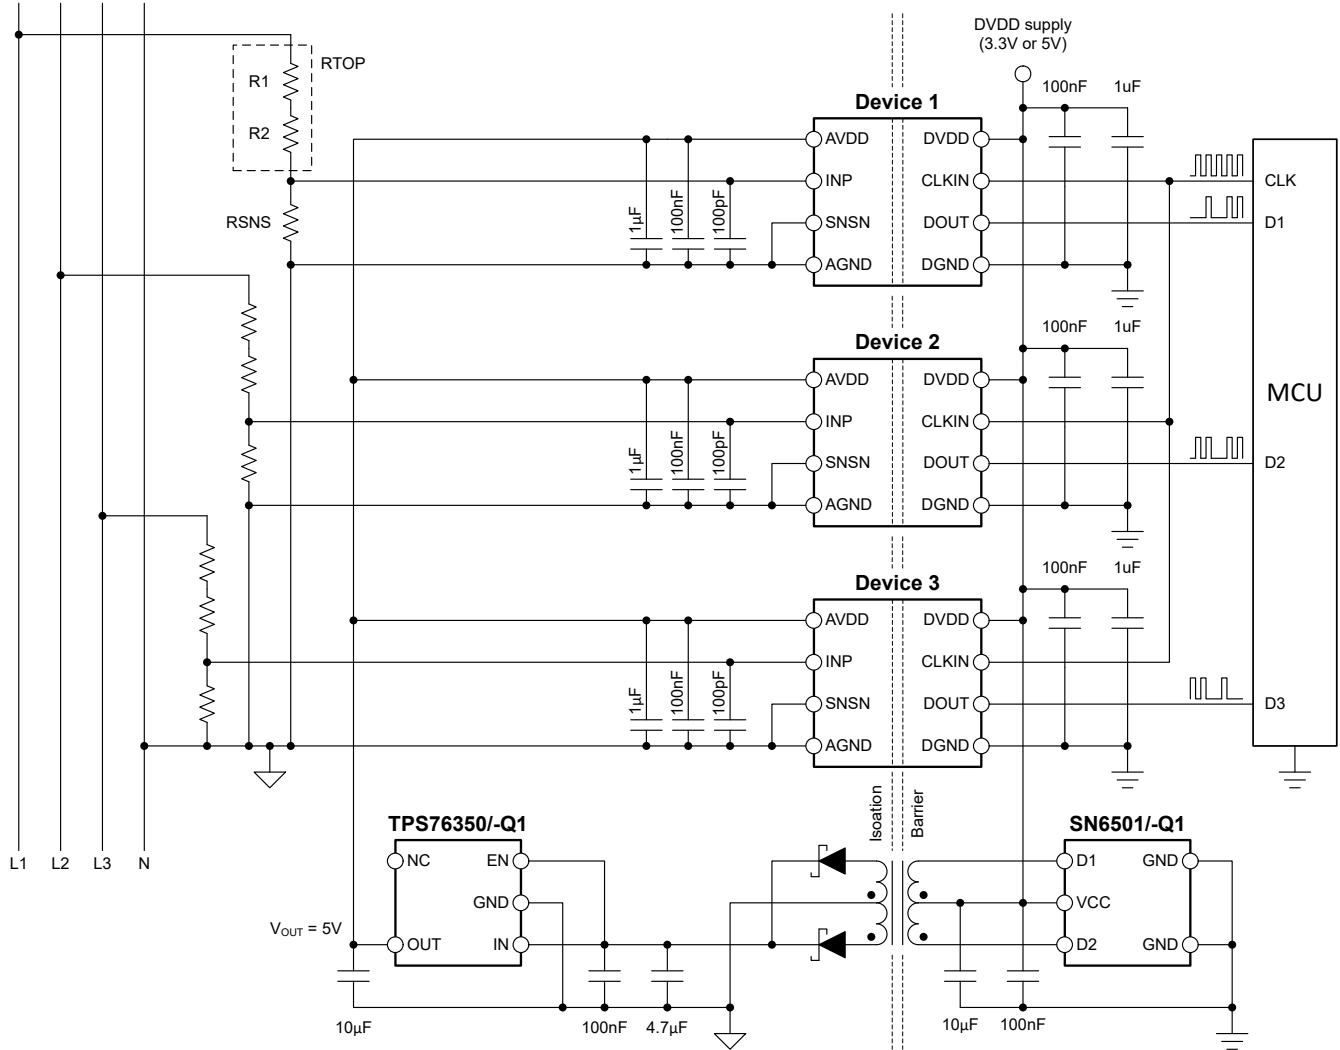 DVDD supply
(3.3V or 5V)
RTOP
R1
R2
RSNS
Device 1
AVDD
INP
SNSN
AGND
DVDD
CLKIN
DOUT
DGND
1µF
100nF
100pF
100nF
1uF
Device 2
AVDD
INP
SNSN
AGND
DVDD
CLKIN
DOUT
DGND
1µF
100nF
100pF
100nF
1uF
Device 3
AVDD
INP
SNSN
AGND
DVDD
CLKIN
DOUT
DGND
1µF
100nF
100pF
100nF
1uF
CLK
D1
MCU
D2
D3
L1
L2
L3
N
TPS76350/-Q1
NC
EN
GND
OUT
IN
VOUT = 5V
10µF
100nF
4.7µF
Isoation
Barrier
SN6501/-Q1
D1
VCC
D2
GND
GND
10µF
100nF